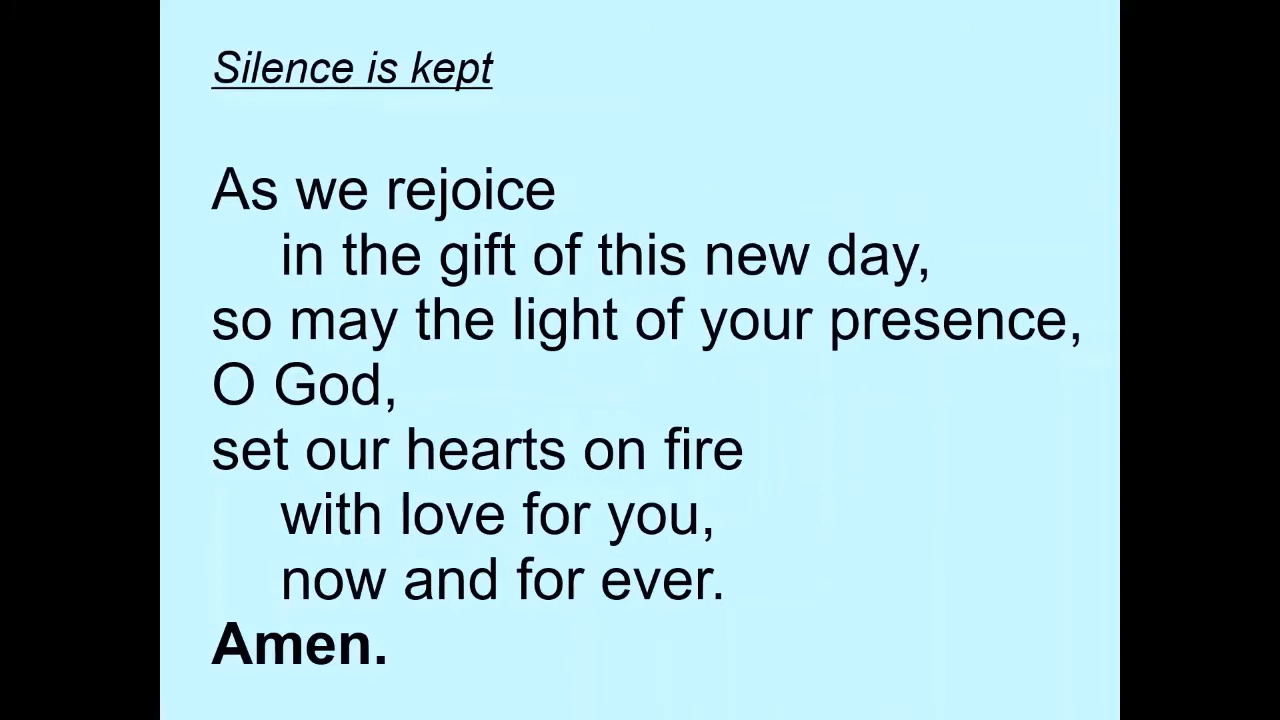 Silence is kept
As we rejoice
in the gift of this new day,
so may the light of your presence,
O God,
set our hearts on fire
with love for you,
now and for ever.
Amen.